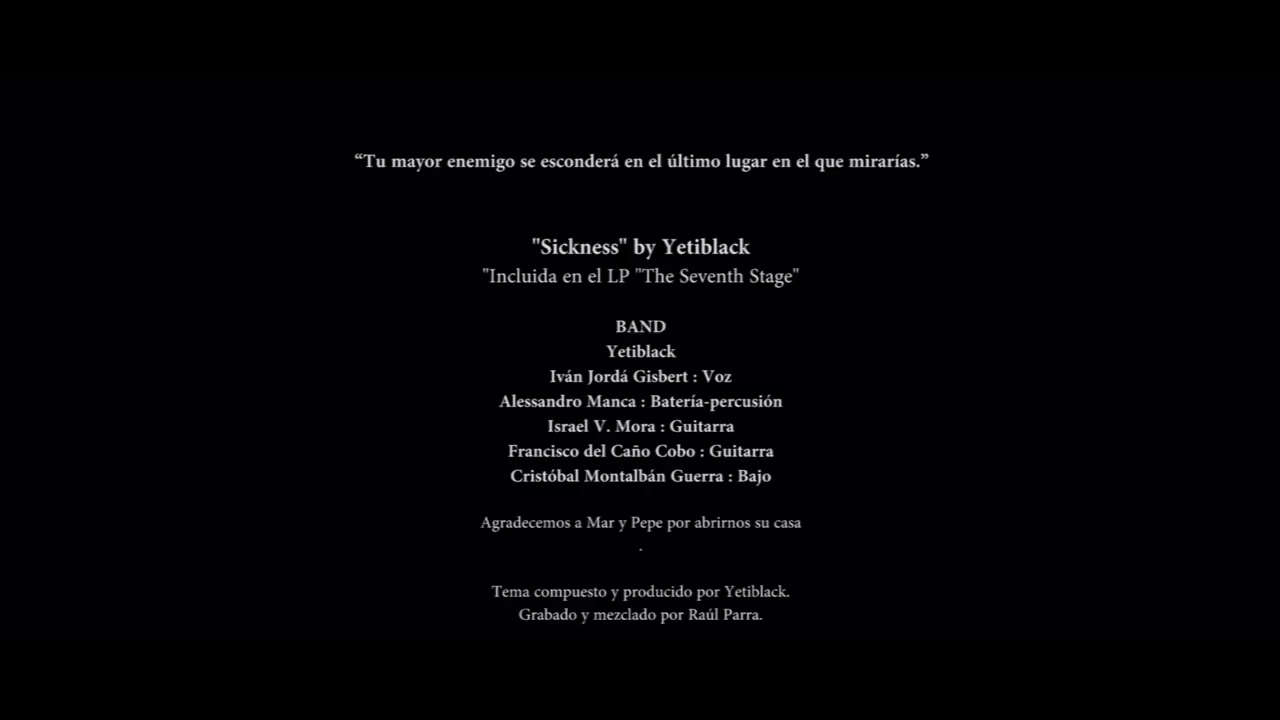 “Tu mayor enemigo se esconderá en el último lugar en el que mirarías.”
"Sickness" by Yetiblack
"Incluida en el LP "The Seventh Stage"
BAND
Yetiblack
Iván Jordá Gisbert : Voz
Alessandro Manca : Batería-percusión
Israel V. Mora : Guitarra
Francisco del Caño Cobo : Guitarra
Cristóbal Montalbán Guerra : Bajo
Agradecemos a Mar y Pepe por abrirnos su casa
.
Tema compuesto y producido por Yetiblack.
Grabado y mezclado por Raúl Parra.